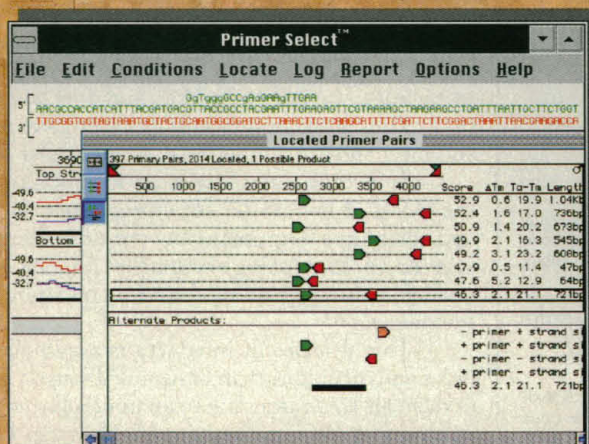 Primer Select™
File Edit Conditions Locate Log Report Options Help
5'
3'
Located Primer Pairs
397 Primary Pairs, 2014 Located, 1 Possible Product
500 1000 1500 2000 2500 3000 3500 4000 Score ΔTm Ta-Tm Length
Top Str
-49.6
-40.4
-32.7
Bottom S
-49.6
-40.4
-32.7
52.9 0.6 19.9 1.04Kb
52.4 1.6 17.0 736bp
50.9 1.4 20.2 673bp
49.9 2.1 16.3 545bp
49.2 3.1 23.2 608bp
47.9 0.5 11.4 47bp
47.6 5.2 12.9 64bp
46.3 2.1 21.1 721bp
Alternate Products:
- primer + strand si
+ primer - strand si
- primer - strand si
+ primer + strand si
46.3 2.1 21.1 721bp